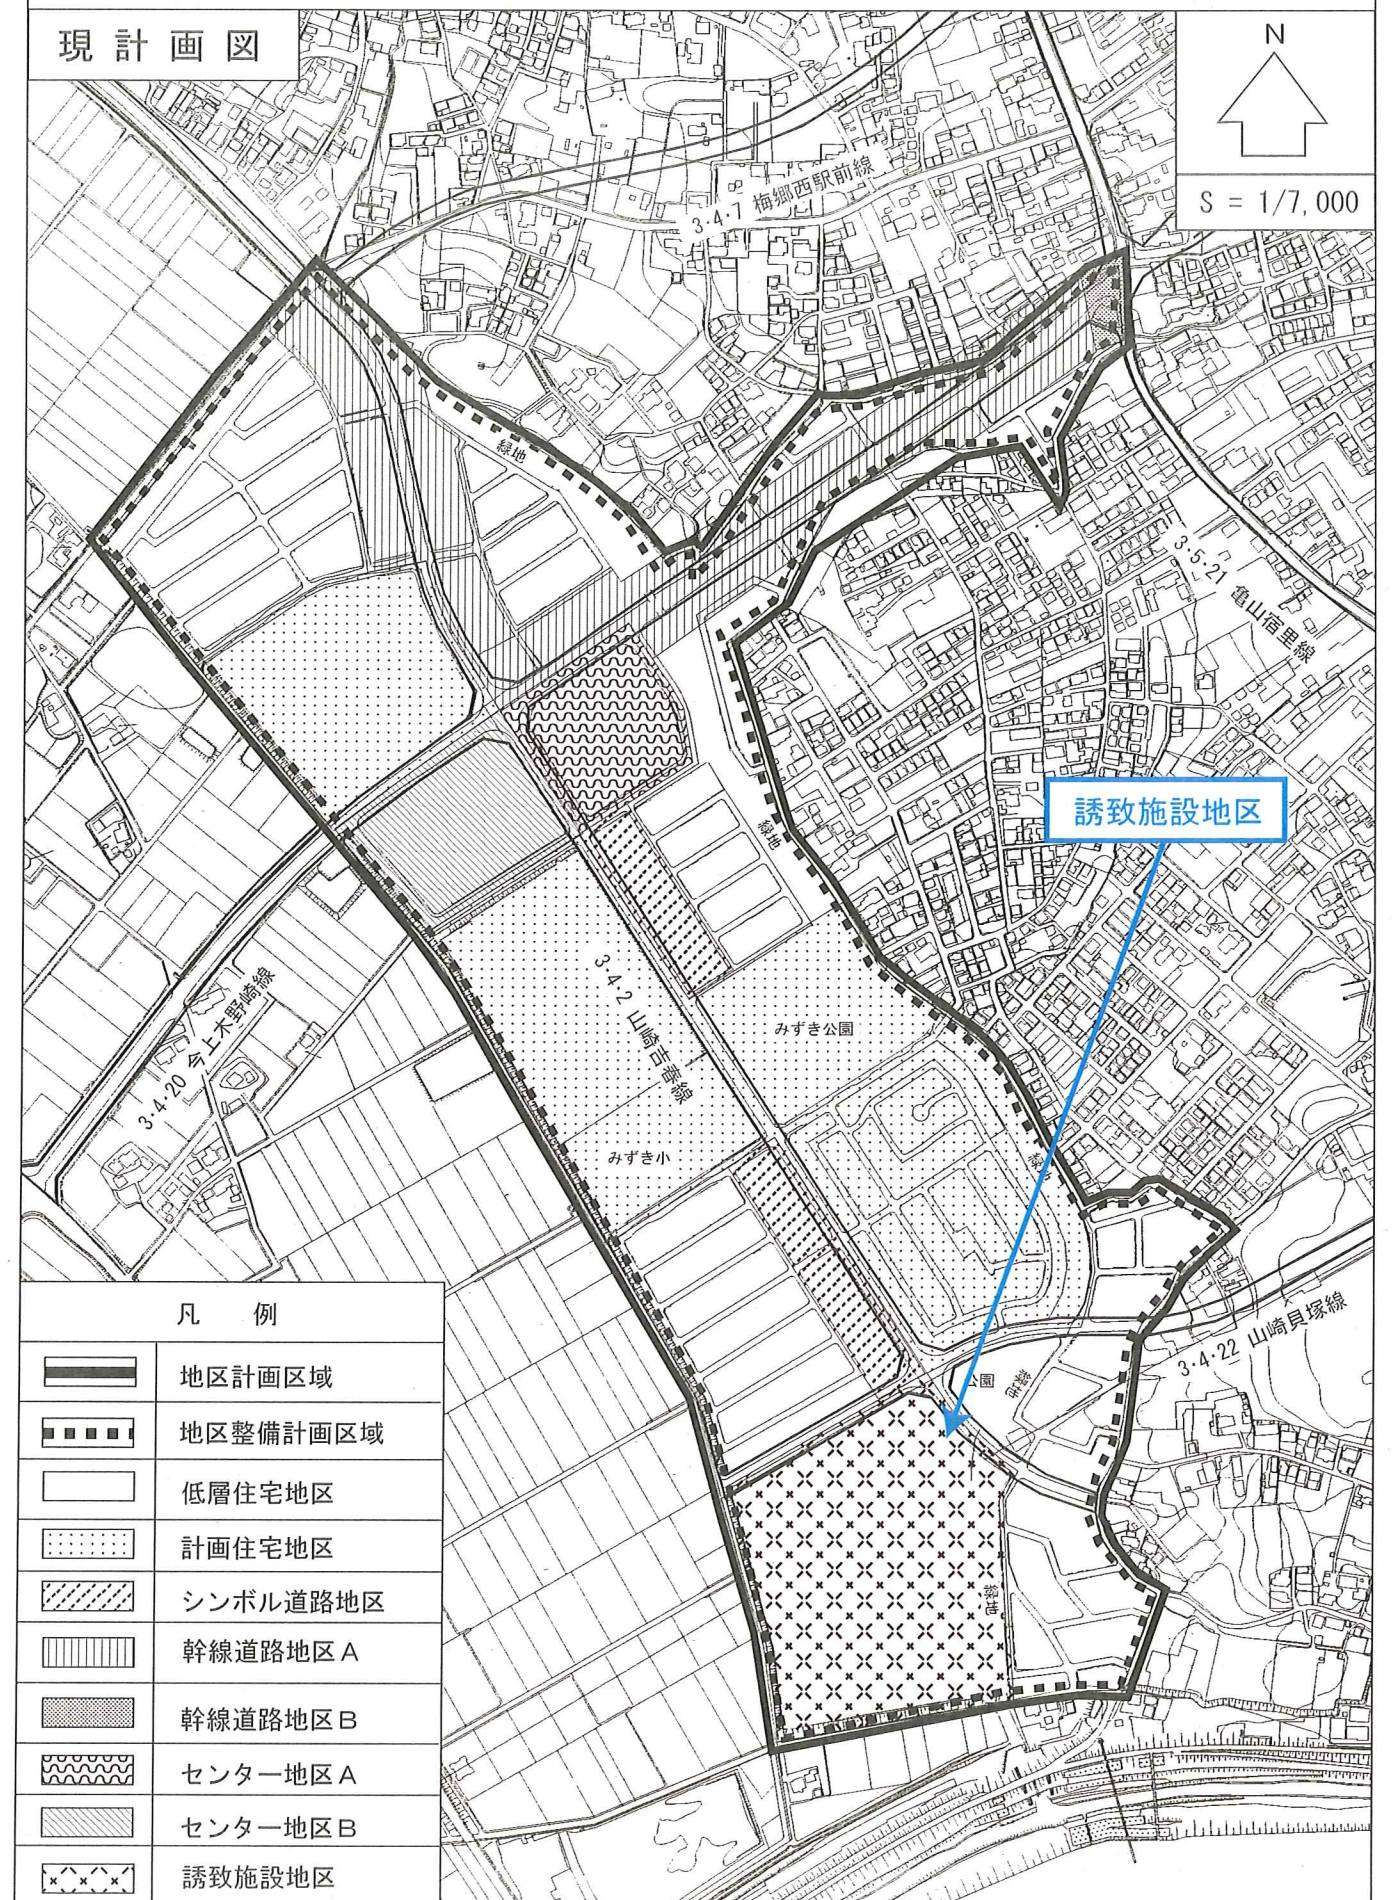 現計画図
N
S = 1/7,000
3・4・7 梅郷西駅前線
緑地
3・5・21 亀山宿里線
誘致施設地区
緑地
3・4・2 山崎吉春線
みずき公園
3・4・20 今上木野崎線
みずき小
緑地
3・4・22 山崎貝塚線
公園
緑地
緑地
凡例
地区計画区域
地区整備計画区域
低層住宅地区
計画住宅地区
シンボル道路地区
幹線道路地区A
幹線道路地区B
センター地区A
センター地区B
誘致施設地区